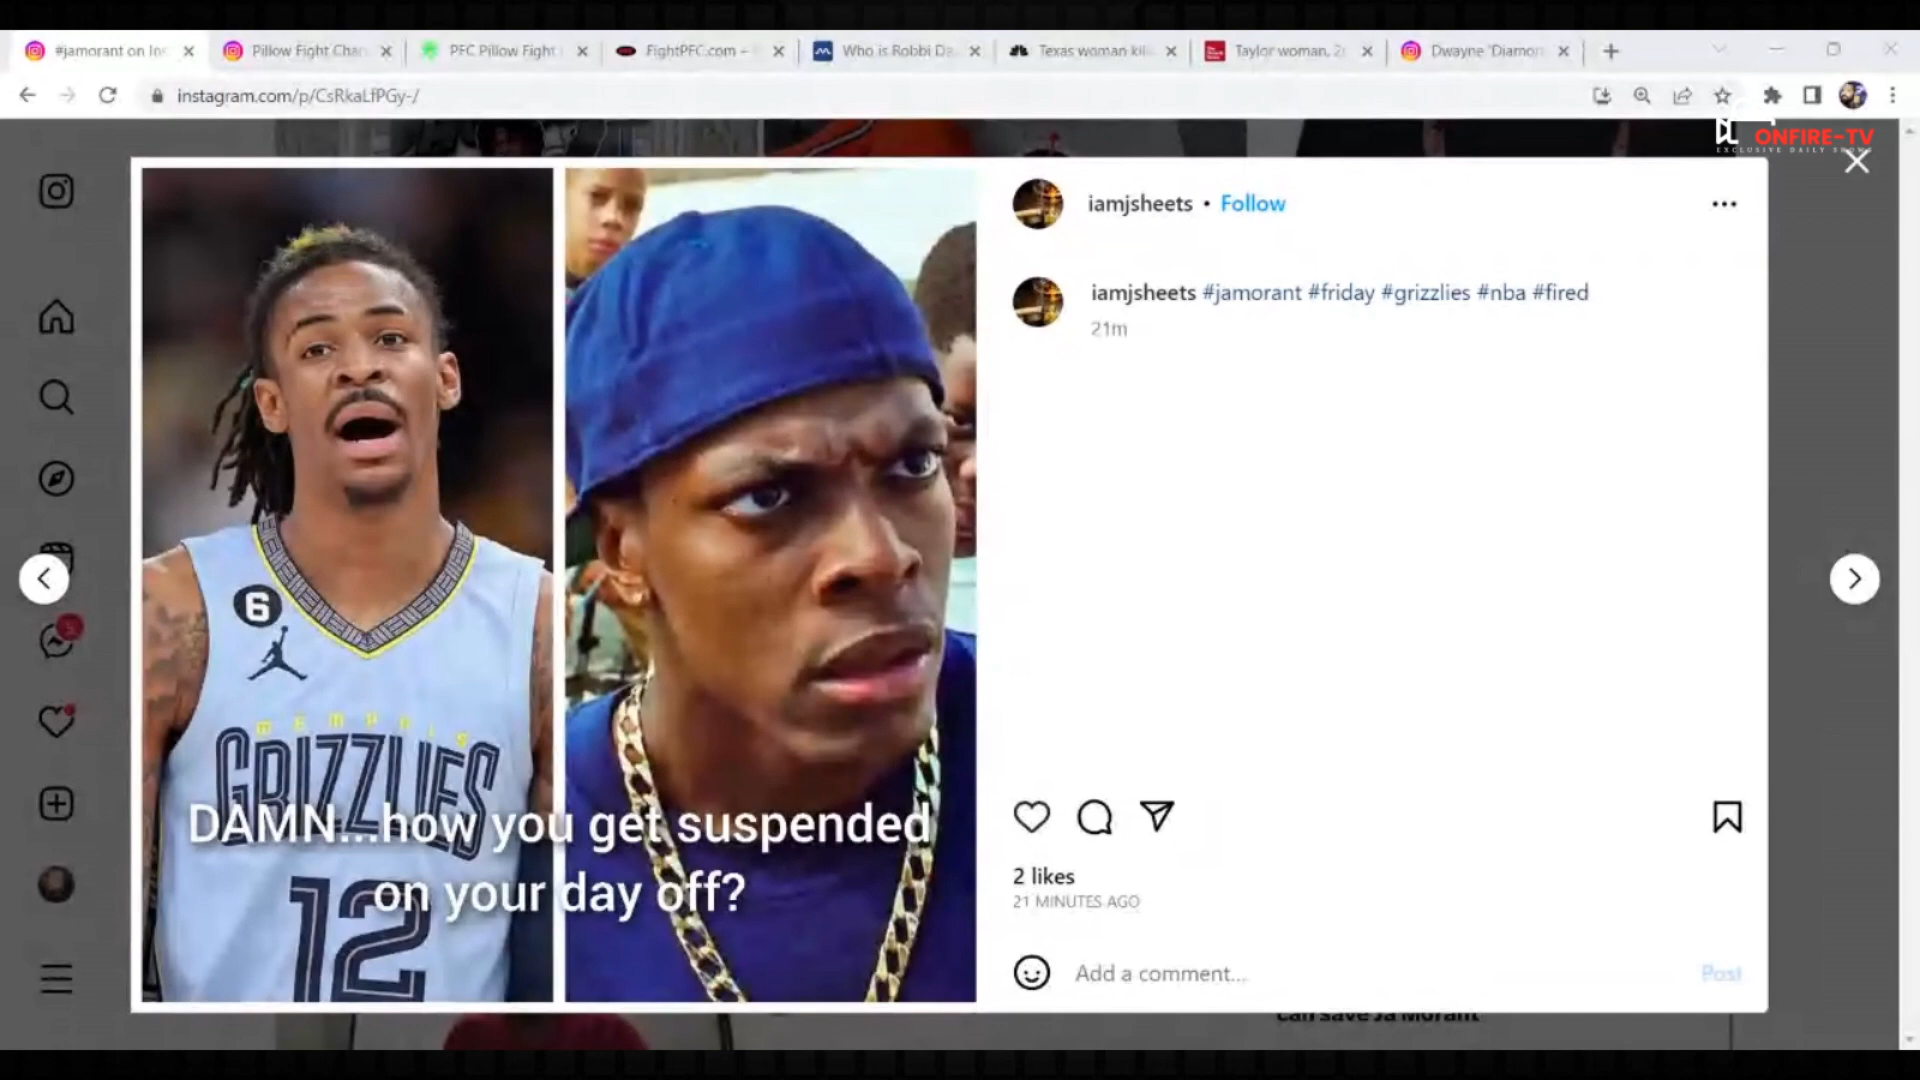 #jamorant on Ins
Pillow Fight Chan
PFC Pillow Fight
FightPFC.com –
Who is Robbi Da
Texas woman kil
Taylor woman, 2
Dwayne 'Diamon
instagram.com/p/CsRkaLfPGy-/
ONFIRE-TV
EXCLUSIVE DAILY SHOWS
iamjsheets • Follow
iamjsheets #jamorant #friday #grizzlies #nba #fired
21m
6
MEMPHIS
GRIZZLIES
12
DAMN...how you get suspended
on your day off?
2 likes
21 MINUTES AGO
Add a comment...
Post
can save Ja Morant